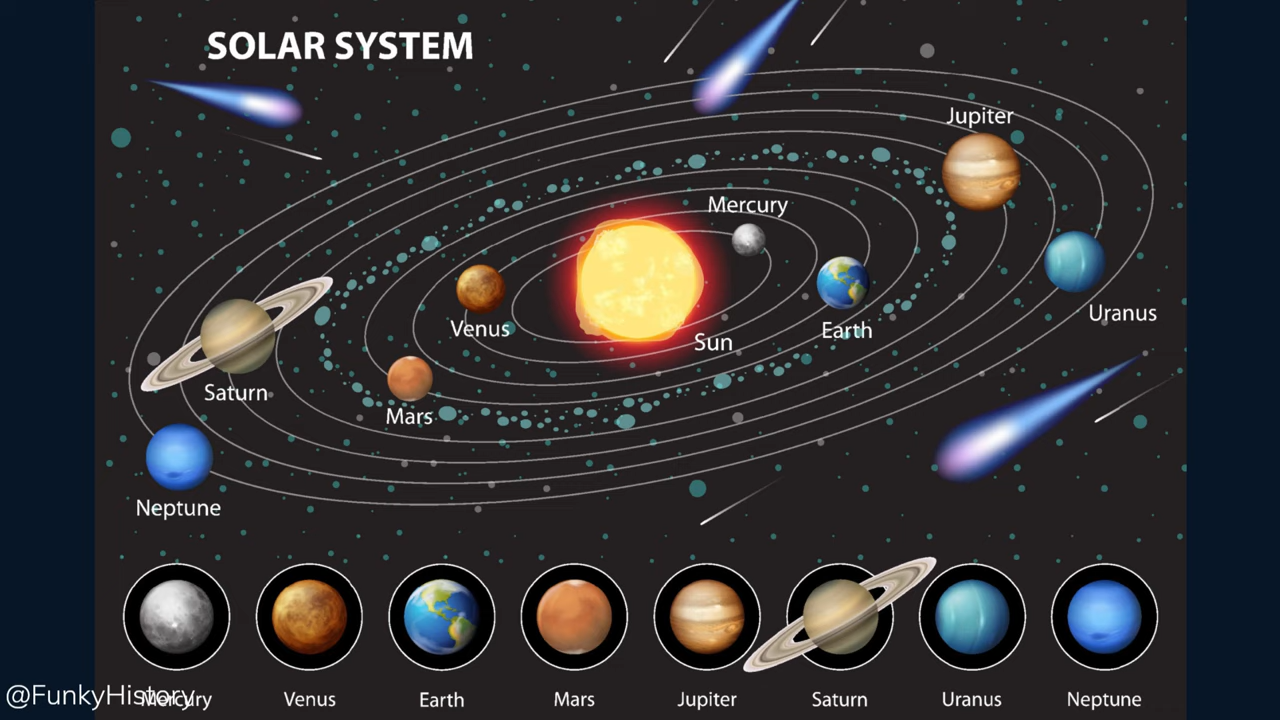 SOLAR SYSTEM
Jupiter
Mercury
Venus
Earth
Uranus
Sun
Saturn
Mars
Neptune
@FunkyHistory
Mercury Venus Earth Mars Jupiter Saturn Uranus Neptune